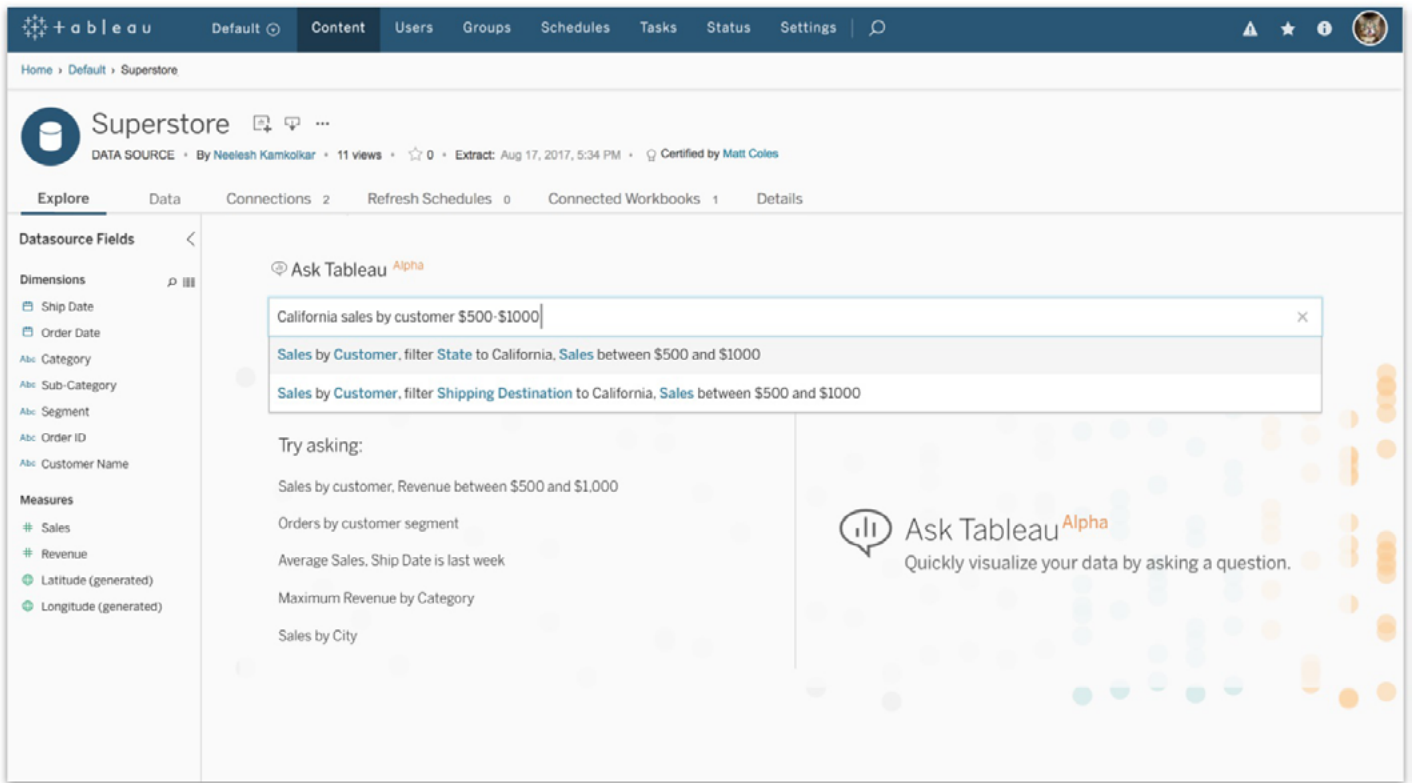 tableau Default Content Users Groups Schedules Tasks Status Settings
Home › Default › Superstore
Superstore
DATA SOURCE • By Neelesh Kamkolkar • 11 views • 0 • Extract: Aug 17, 2017, 5:34 PM • Certified by Matt Coles
Explore Data Connections 2 Refresh Schedules 0 Connected Workbooks 1 Details
Datasource Fields
Dimensions
Ship Date
Order Date
Abc Category
Abc Sub-Category
Abc Segment
Abc Order ID
Abc Customer Name
Measures
# Sales
# Revenue
Latitude (generated)
Longitude (generated)
Ask Tableau Alpha
California sales by customer $500-$1000
Sales by Customer, filter State to California, Sales between $500 and $1000
Sales by Customer, filter Shipping Destination to California, Sales between $500 and $1000
Try asking:
Sales by customer, Revenue between $500 and $1,000
Orders by customer segment
Average Sales, Ship Date is last week
Maximum Revenue by Category
Sales by City
Ask Tableau Alpha
Quickly visualize your data by asking a question.